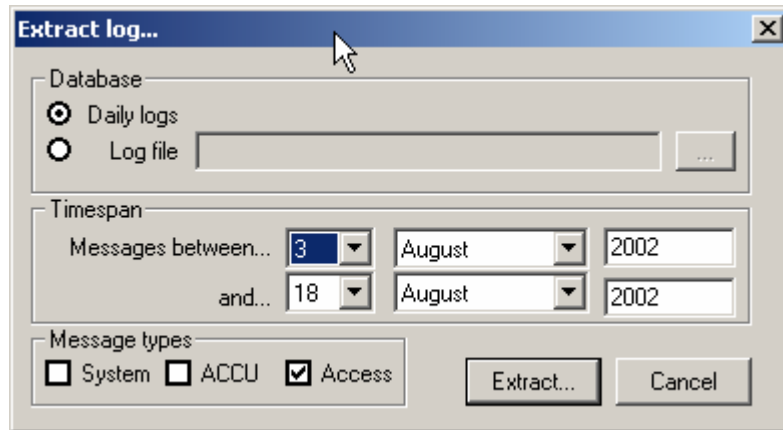 Extract log...
Database
Daily logs
Log file ...
Timespan
Messages between... 3 August 2002
and... 18 August 2002
Message types
System ACCU Access Extract... Cancel